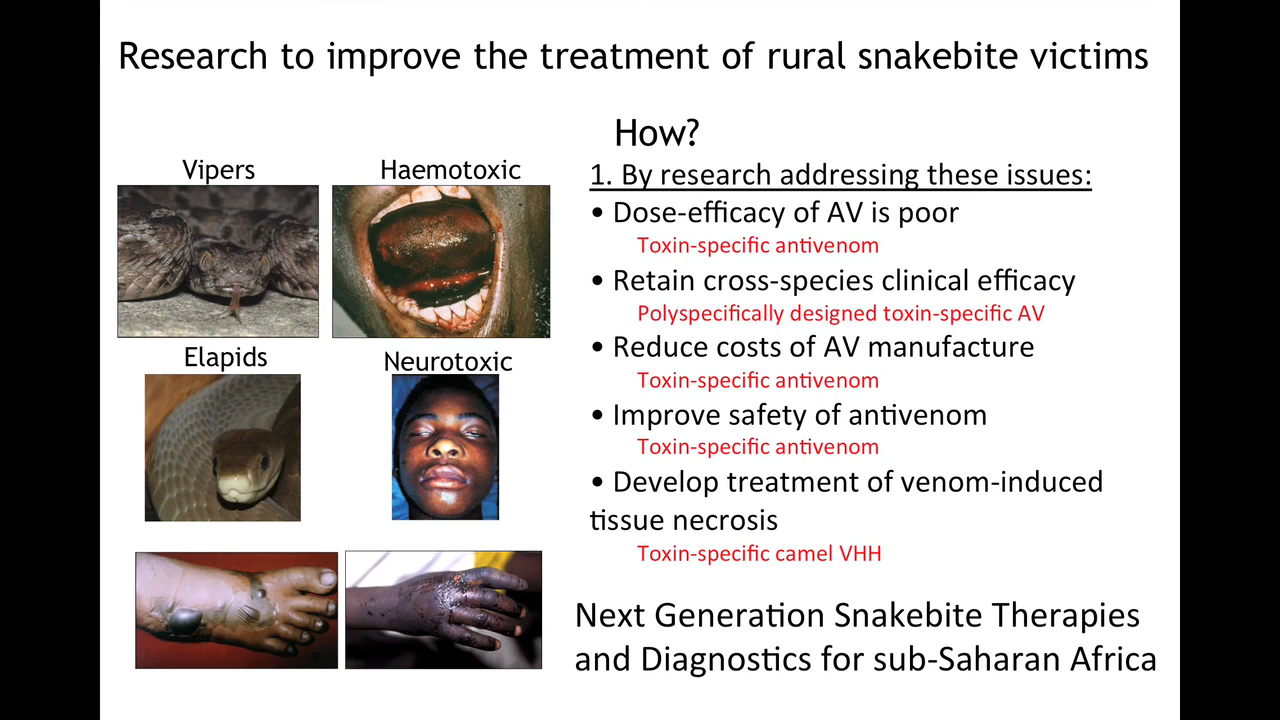 Research to improve the treatment of rural snakebite victims
How?
Vipers
Haemotoxic
Elapids
Neurotoxic
1. By research addressing these issues:
• Dose-efficacy of AV is poor
Toxin-specific antivenom
• Retain cross-species clinical efficacy
Polyspecifically designed toxin-specific AV
• Reduce costs of AV manufacture
Toxin-specific antivenom
• Improve safety of antivenom
Toxin-specific antivenom
• Develop treatment of venom-induced
tissue necrosis
Toxin-specific camel VHH
Next Generation Snakebite Therapies
and Diagnostics for sub-Saharan Africa